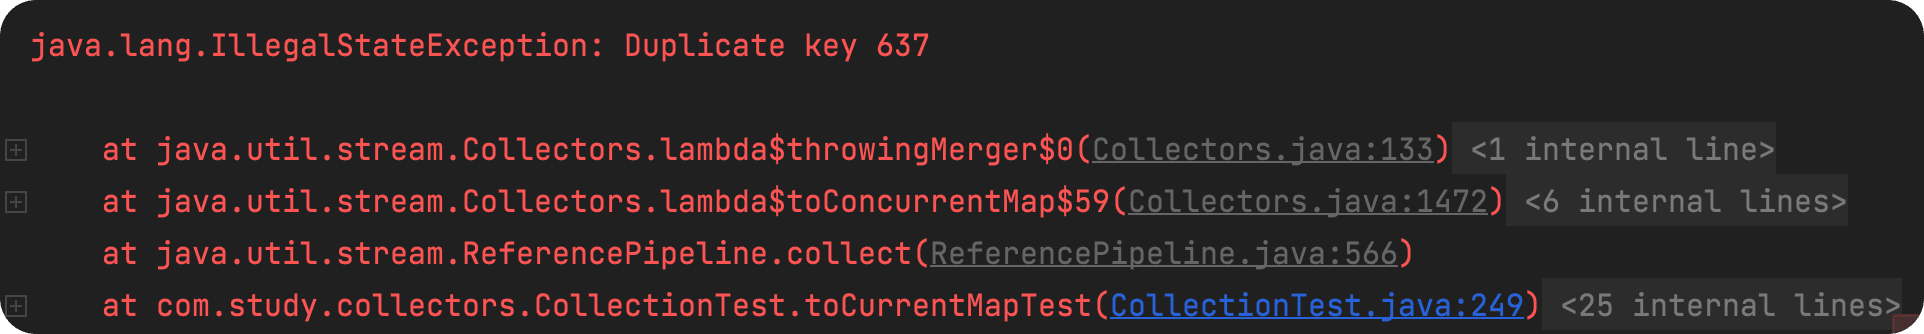 java.lang.IllegalStateException: Duplicate key 637
at java.util.stream.Collectors.lambda$throwingMerger$0(Collectors.java:133) <1 internal line>
at java.util.stream.Collectors.lambda$toConcurrentMap$59(Collectors.java:1472) <6 internal lines>
at java.util.stream.ReferencePipeline.collect(ReferencePipeline.java:566)
at com.study.collectors.CollectionTest.toCurrentMapTest(CollectionTest.java:249) <25 internal lines>